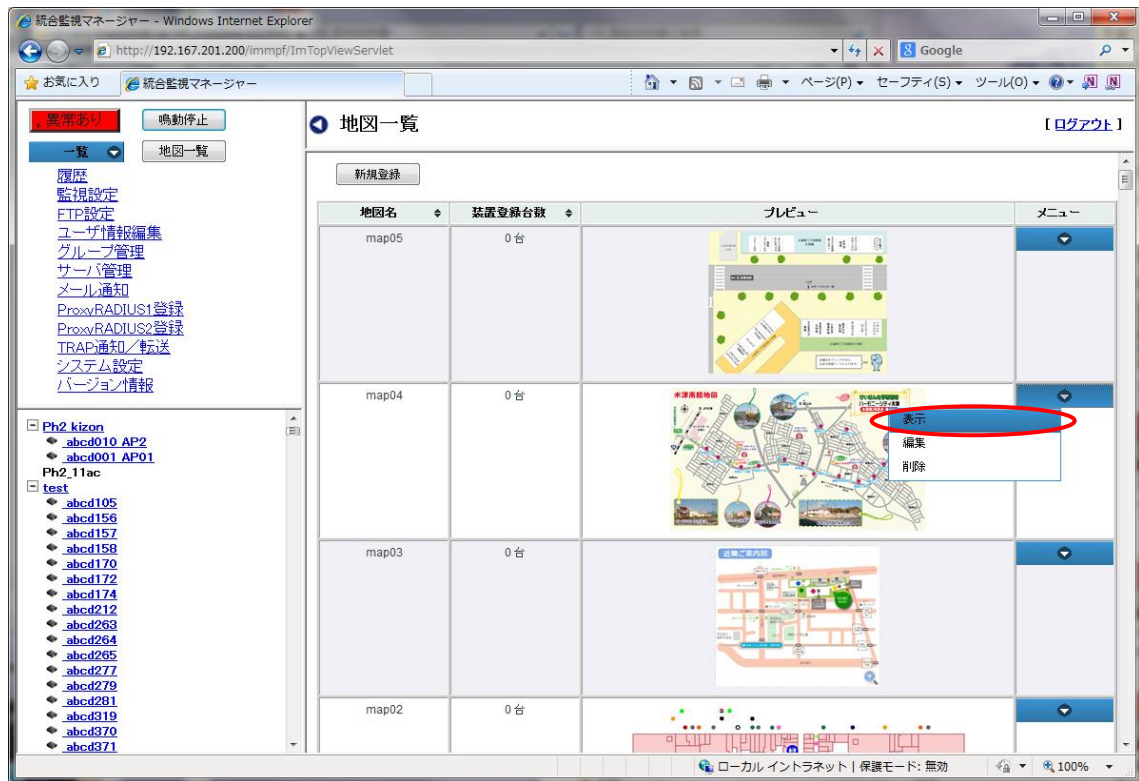 統合監視マネージャー - Windows Internet Explorer
http://192.167.201.200/immpf/ImTopViewServlet
Google
お気に入り
統合監視マネージャー
ページ(P)
セーフティ(S)
ツール(O)
異常あり
鳴動停止
一覧
地図一覧
履歴
監視設定
FTP設定
ユーザ情報編集
グループ管理
サーバ管理
メール通知
ProxyRADIUS1登録
ProxyRADIUS2登録
TRAP通知／転送
システム設定
バージョン情報
Ph2 kizon
abcd010 AP2
abcd001 AP01
Ph2_11ac
test
abcd105
abcd156
abcd157
abcd158
abcd170
abcd172
abcd174
abcd212
abcd263
abcd264
abcd265
abcd277
abcd279
abcd281
abcd319
abcd370
abcd371
地図一覧
[ ログアウト ]
新規登録
地図名 装置登録台数 プレビュー メニュー
map05 0 台
map04 0 台
木津南館地図
表示
編集
削除
map03 0 台
近隣ご案内図
map02 0 台
ローカル イントラネット | 保護モード: 無効
100%